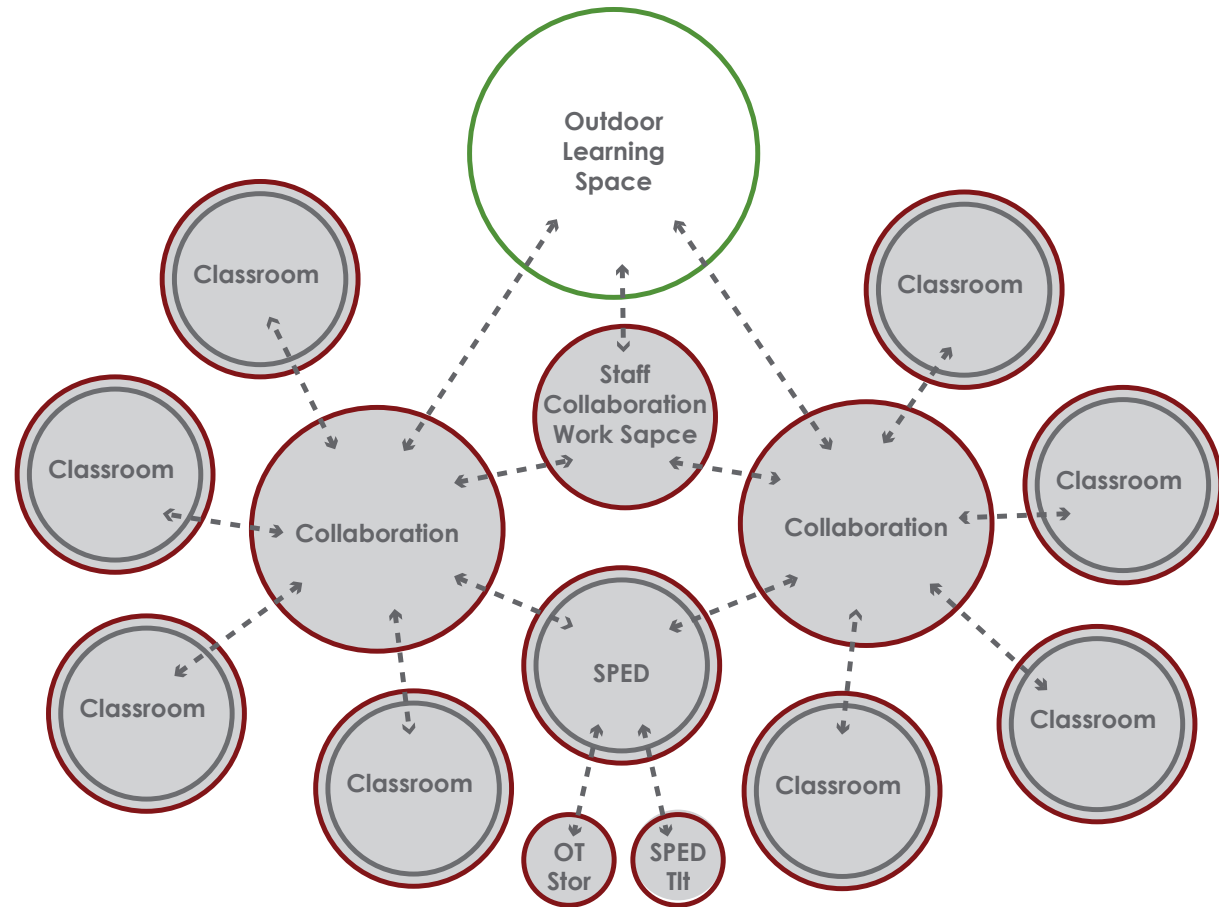 Outdoor
Learning
Space
Classroom
Classroom
Staff
Collaboration
Work Sapce
Classroom
Classroom
Collaboration
Collaboration
SPED
Classroom
Classroom
Classroom
Classroom
OT
Stor
SPED
Tlt